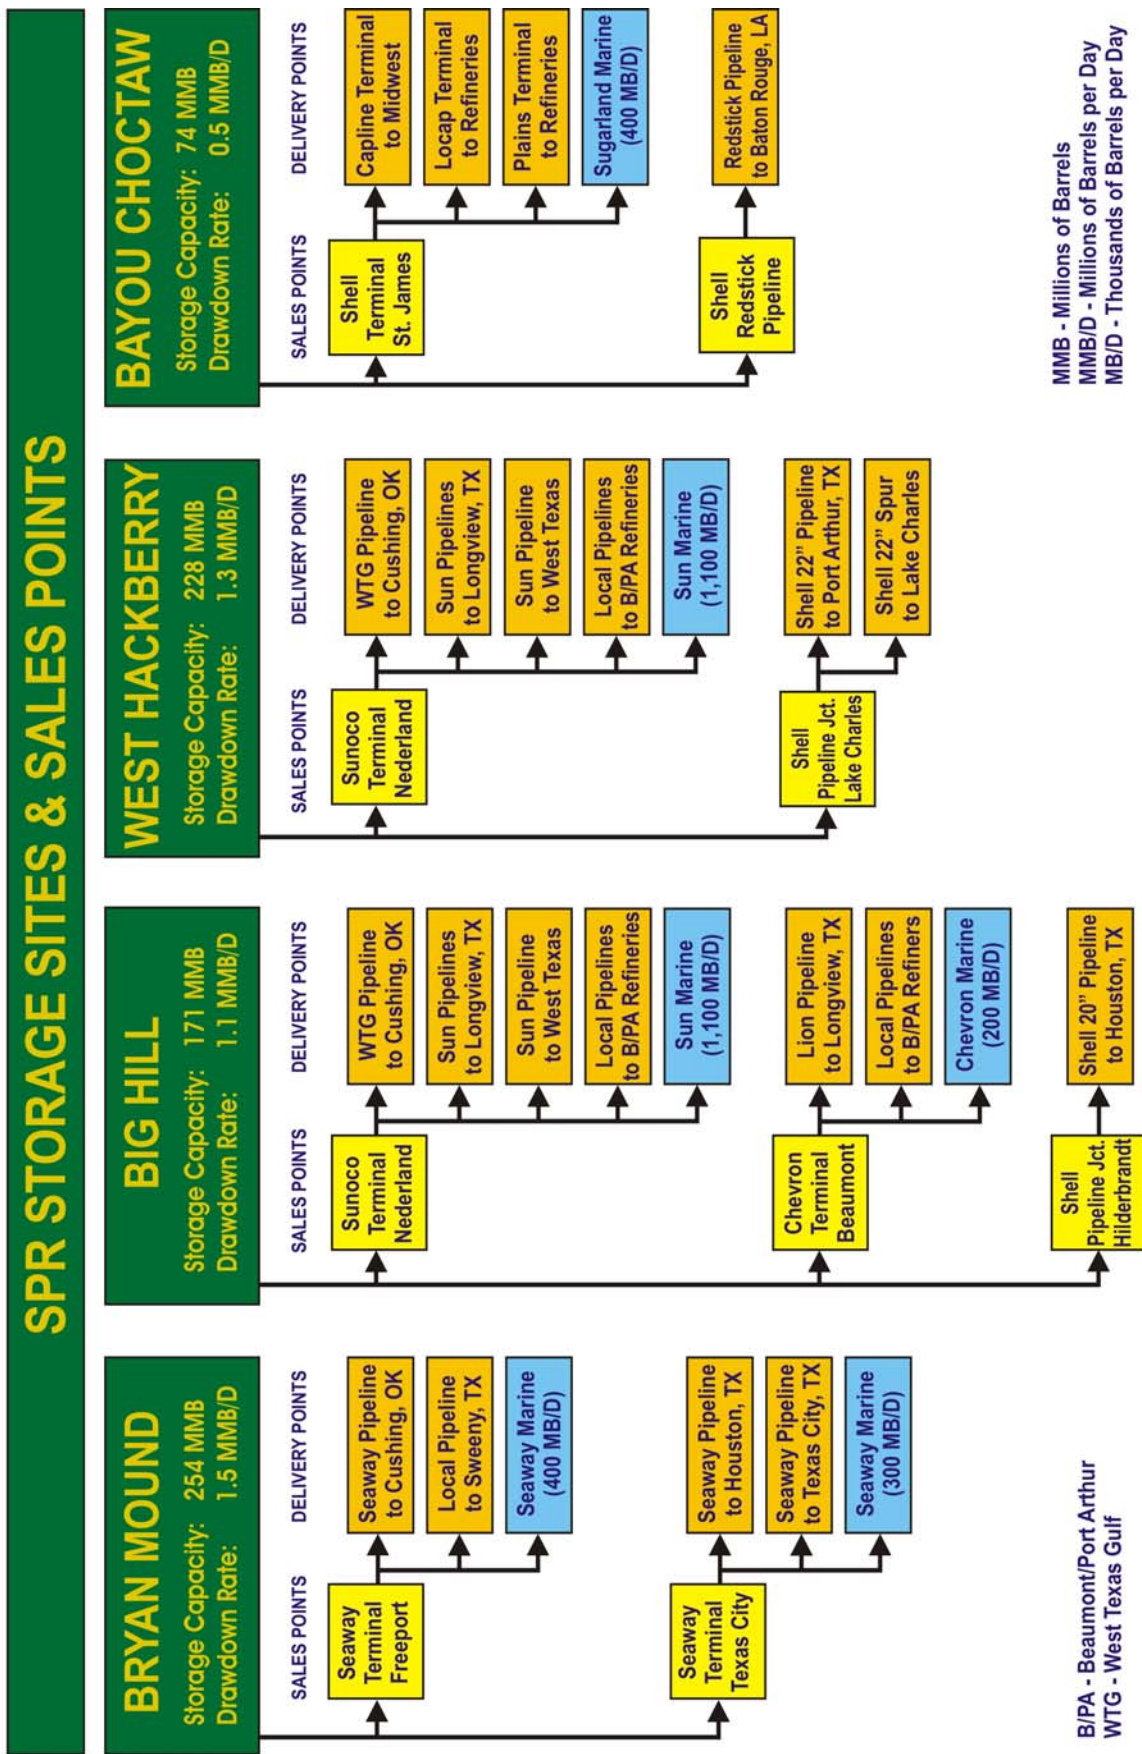 SPR STORAGE SITES & SALES POINTS
BRYAN MOUND
Storage Capacity: 254 MMB
Drawdown Rate: 1.5 MMB/D
SALES POINTS
DELIVERY POINTS
Seaway
Terminal
Freeport
Seaway Pipeline
to Cushing, OK
Local Pipeline
to Sweeny, TX
Seaway Marine
(400 MB/D)
Seaway
Terminal
Texas City
Seaway Pipeline
to Houston, TX
Seaway Pipeline
to Texas City, TX
Seaway Marine
(300 MB/D)
BIG HILL
Storage Capacity: 171 MMB
Drawdown Rate: 1.1 MMB/D
SALES POINTS
DELIVERY POINTS
Sunoco
Terminal
Nederland
WTG Pipeline
to Cushing, OK
Sun Pipelines
to Longview, TX
Sun Pipeline
to West Texas
Local Pipelines
to B/PA Refineries
Sun Marine
(1,100 MB/D)
Chevron
Terminal
Beaumont
Lion Pipeline
to Longview, TX
Local Pipelines
to B/PA Refiners
Chevron Marine
(200 MB/D)
Shell
Pipeline Jct.
Hilderbrandt
Shell 20” Pipeline
to Houston, TX
WEST HACKBERRY
Storage Capacity: 228 MMB
Drawdown Rate: 1.3 MMB/D
SALES POINTS
DELIVERY POINTS
Sunoco
Terminal
Nederland
WTG Pipeline
to Cushing, OK
Sun Pipelines
to Longview, TX
Sun Pipeline
to West Texas
Local Pipelines
to B/PA Refineries
Sun Marine
(1,100 MB/D)
Shell
Pipeline Jct.
Lake Charles
Shell 22” Pipeline
to Port Arthur, TX
Shell 22” Spur
to Lake Charles
BAYOU CHOCTAW
Storage Capacity: 74 MMB
Drawdown Rate: 0.5 MMB/D
SALES POINTS
DELIVERY POINTS
Shell
Terminal
St. James
Capline Terminal
to Midwest
Locap Terminal
to Refineries
Plains Terminal
to Refineries
Sugarland Marine
(400 MB/D)
Shell
Redstick
Pipeline
Redstick Pipeline
to Baton Rouge, LA
B/PA - Beaumont/Port Arthur
WTG - West Texas Gulf
MMB - Millions of Barrels
MMB/D - Millions of Barrels per Day
MB/D - Thousands of Barrels per Day